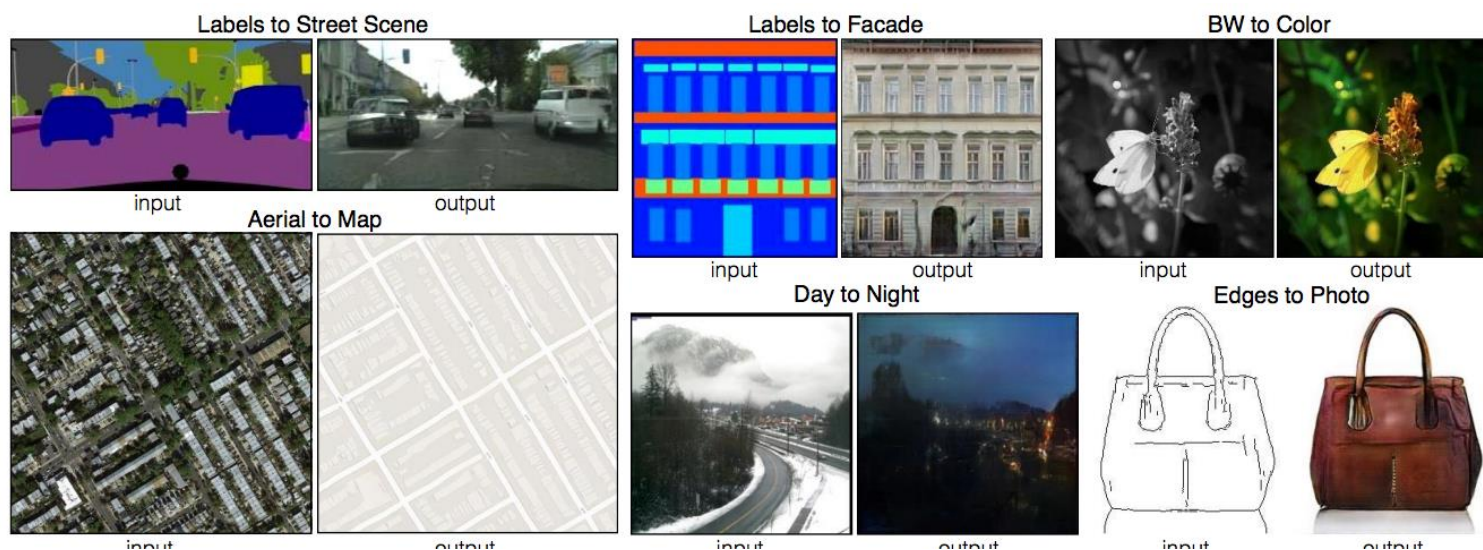 Labels to Street Scene
input
output
Aerial to Map
input
output
Labels to Facade
input
output
Day to Night
input
output
BW to Color
input
output
Edges to Photo
input
output